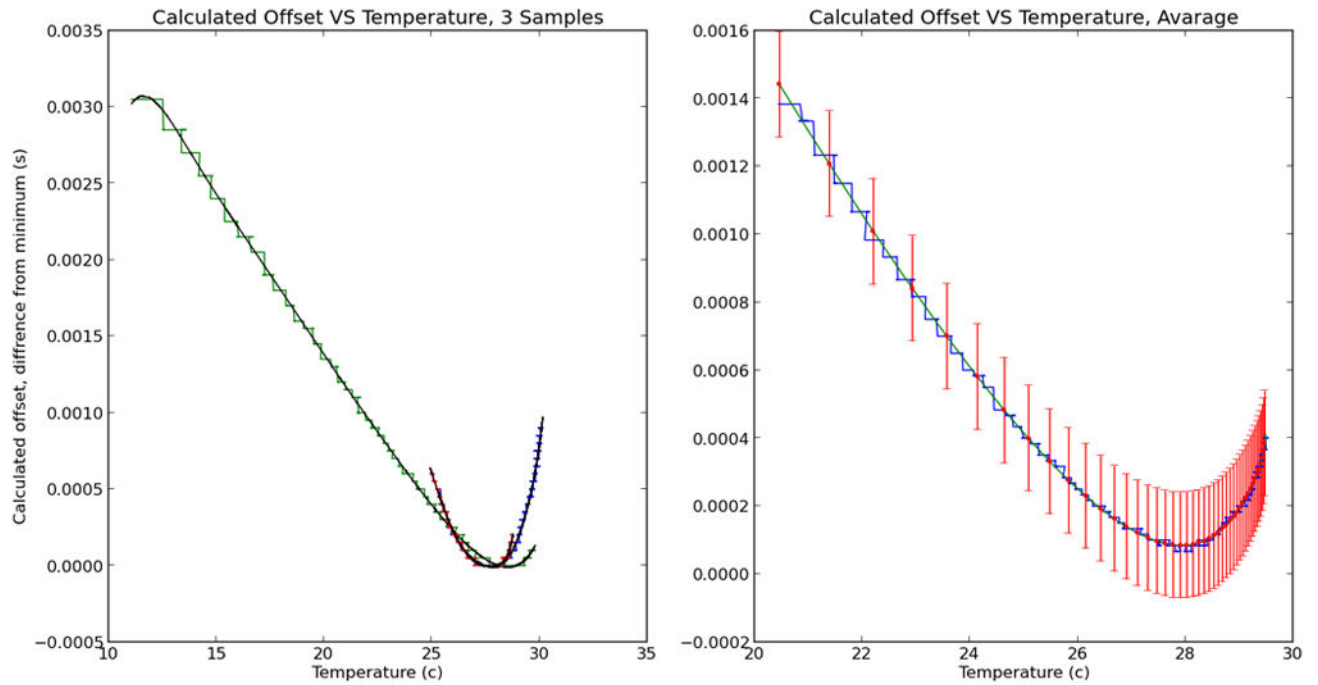 Calculated Offset VS Temperature, 3 Samples
Calculated offset, diffrence from minimum (s)
0.0035
0.0030
0.0025
0.0020
0.0015
0.0010
0.0005
0.0000
−0.0005
10 15 20 25 30 35
Temperature (c)
Calculated Offset VS Temperature, Avarage
0.0016
0.0014
0.0012
0.0010
0.0008
0.0006
0.0004
0.0002
0.0000
−0.0002
20 22 24 26 28 30
Temperature (c)